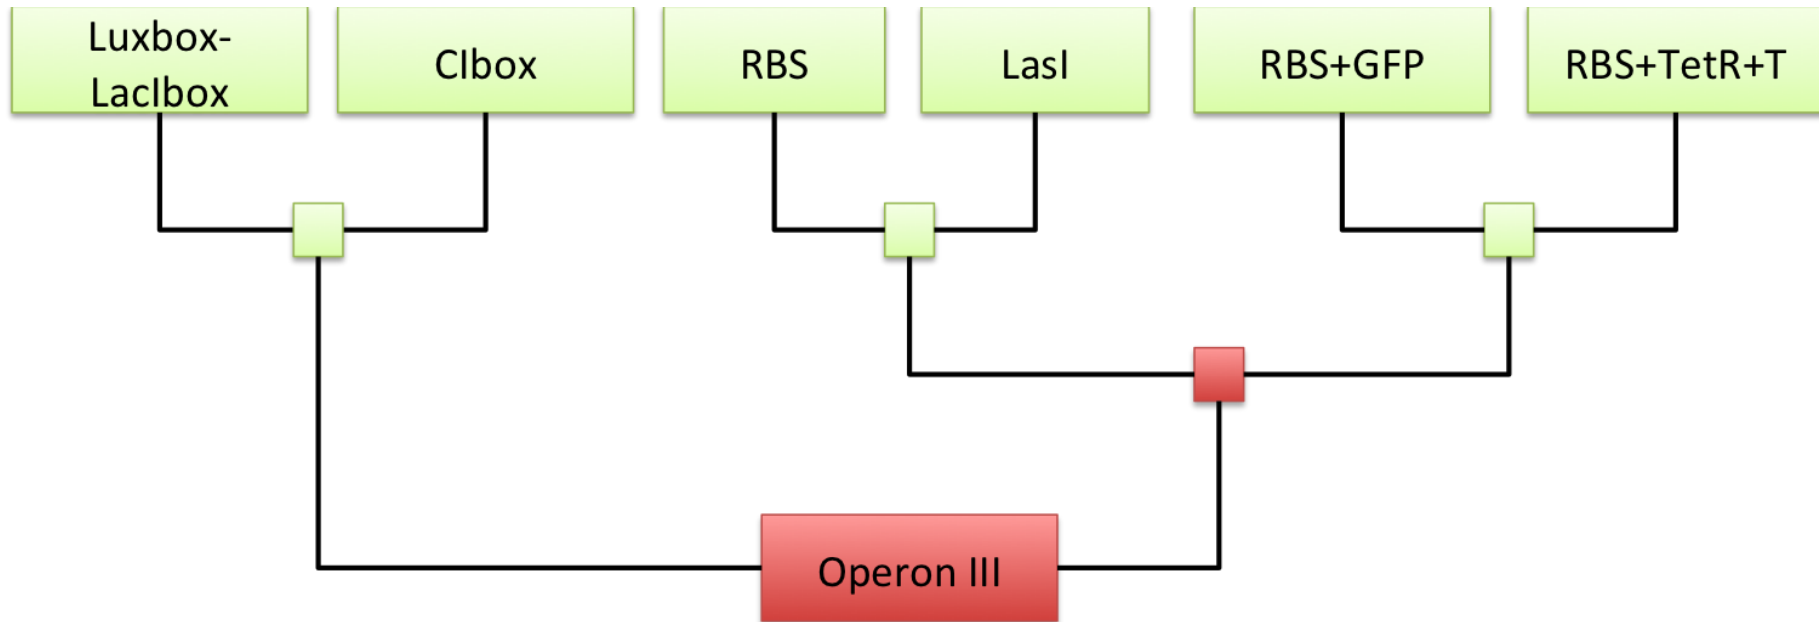 Luxbox-
LacIbox
CIbox
RBS
LasI
RBS+GFP
RBS+TetR+T
Operon III